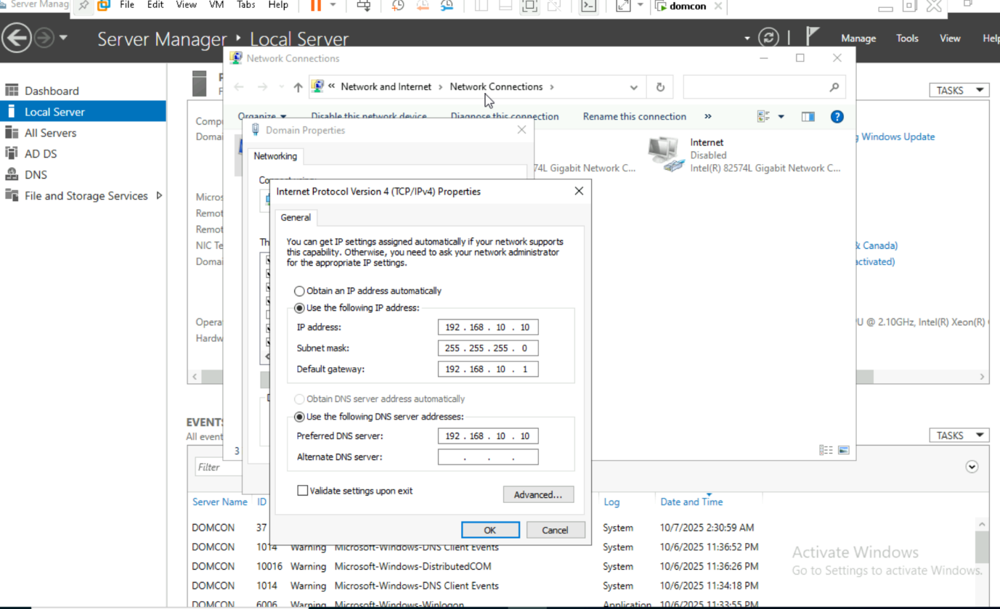 Server Manag
File Edit View VM Tabs Help
domcon
Server Manager Local Server
Manage Tools View Help
Network Connections
« Network and Internet › Network Connections ›
Organize Disable this network device Diagnose this connection Rename this connection »
Dashboard
Local Server
All Servers
AD DS
DNS
File and Storage Services
TASKS
Compu
Domai
Micros
Remot
Remot
NIC Te
Domai
Opera
Hardw
Windows Update
& Canada)
activated)
U @ 2.10GHz, Intel(R) Xeon(R)
Internet
Disabled
Intel(R) 82574L Gigabit Network C...
74L Gigabit Network C...
Domain Properties
Networking
Internet Protocol Version 4 (TCP/IPv4) Properties
General
You can get IP settings assigned automatically if your network supports
this capability. Otherwise, you need to ask your network administrator
for the appropriate IP settings.
Obtain an IP address automatically
Use the following IP address:
IP address: 192 . 168 . 10 . 10
Subnet mask: 255 . 255 . 255 . 0
Default gateway: 192 . 168 . 10 . 1
Obtain DNS server address automatically
Use the following DNS server addresses:
Preferred DNS server: 192 . 168 . 10 . 10
Alternate DNS server: . . .
Validate settings upon exit
Advanced...
OK Cancel
3
EVENTS
All event
TASKS
Filter
Server Name ID Log Date and Time
DOMCON 37 System 10/7/2025 2:30:59 AM
DOMCON 1014 Warning Microsoft-Windows-DNS Client Events System 10/6/2025 11:36:52 PM
DOMCON 10016 Warning Microsoft-Windows-DistributedCOM System 10/6/2025 11:36:26 PM
DOMCON 1014 Warning Microsoft-Windows-DNS Client Events System 10/6/2025 11:34:18 PM
DOMCON 6006 Warning Microsoft-Windows-Winlogon Application 10/6/2025 11:33:55 PM
Activate Windows
Go to Settings to activate Windows.